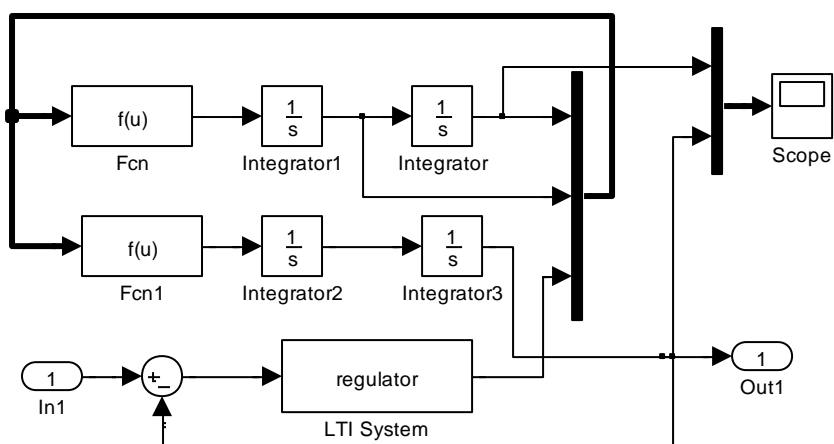 f(u)
Fcn
1
s
Integrator1
1
s
Integrator
Scope
f(u)
Fcn1
1
s
Integrator2
1
s
Integrator3
1
In1
+
−
regulator
LTI System
1
Out1